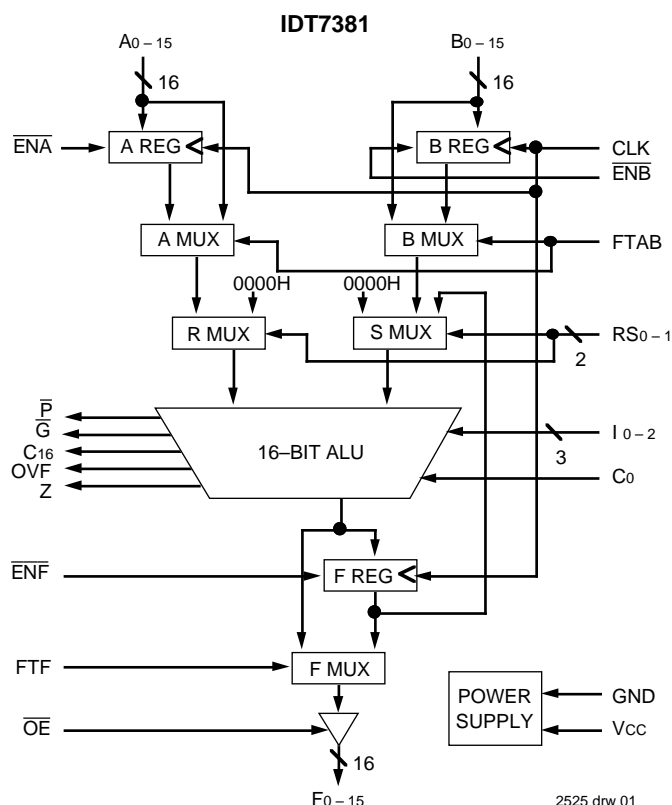 IDT7381
A0 – 15 B0 – 15
16 16
ENA A REG B REG CLK
ENB
A MUX B MUX FTAB
0000H 0000H
R MUX S MUX RS0 – 1
2
P
G 16–BIT ALU I 0 – 2
C16 3
OVF C0
Z
ENF F REG
FTF F MUX
POWER SUPPLY GND
OE VCC
16
F0 – 15 2525 drw 01